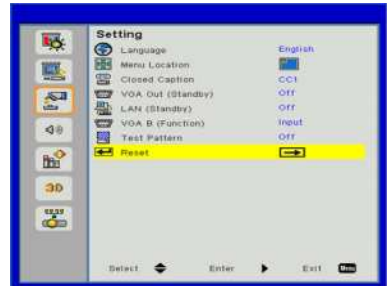 Setting
Language English
Menu Location
Closed Caption CC1
VGA Out (Standby) Off
LAN (Standby) Off
VGA B (Function) Input
Test Pattern Off
Reset
3D
Select Enter Exit Menu